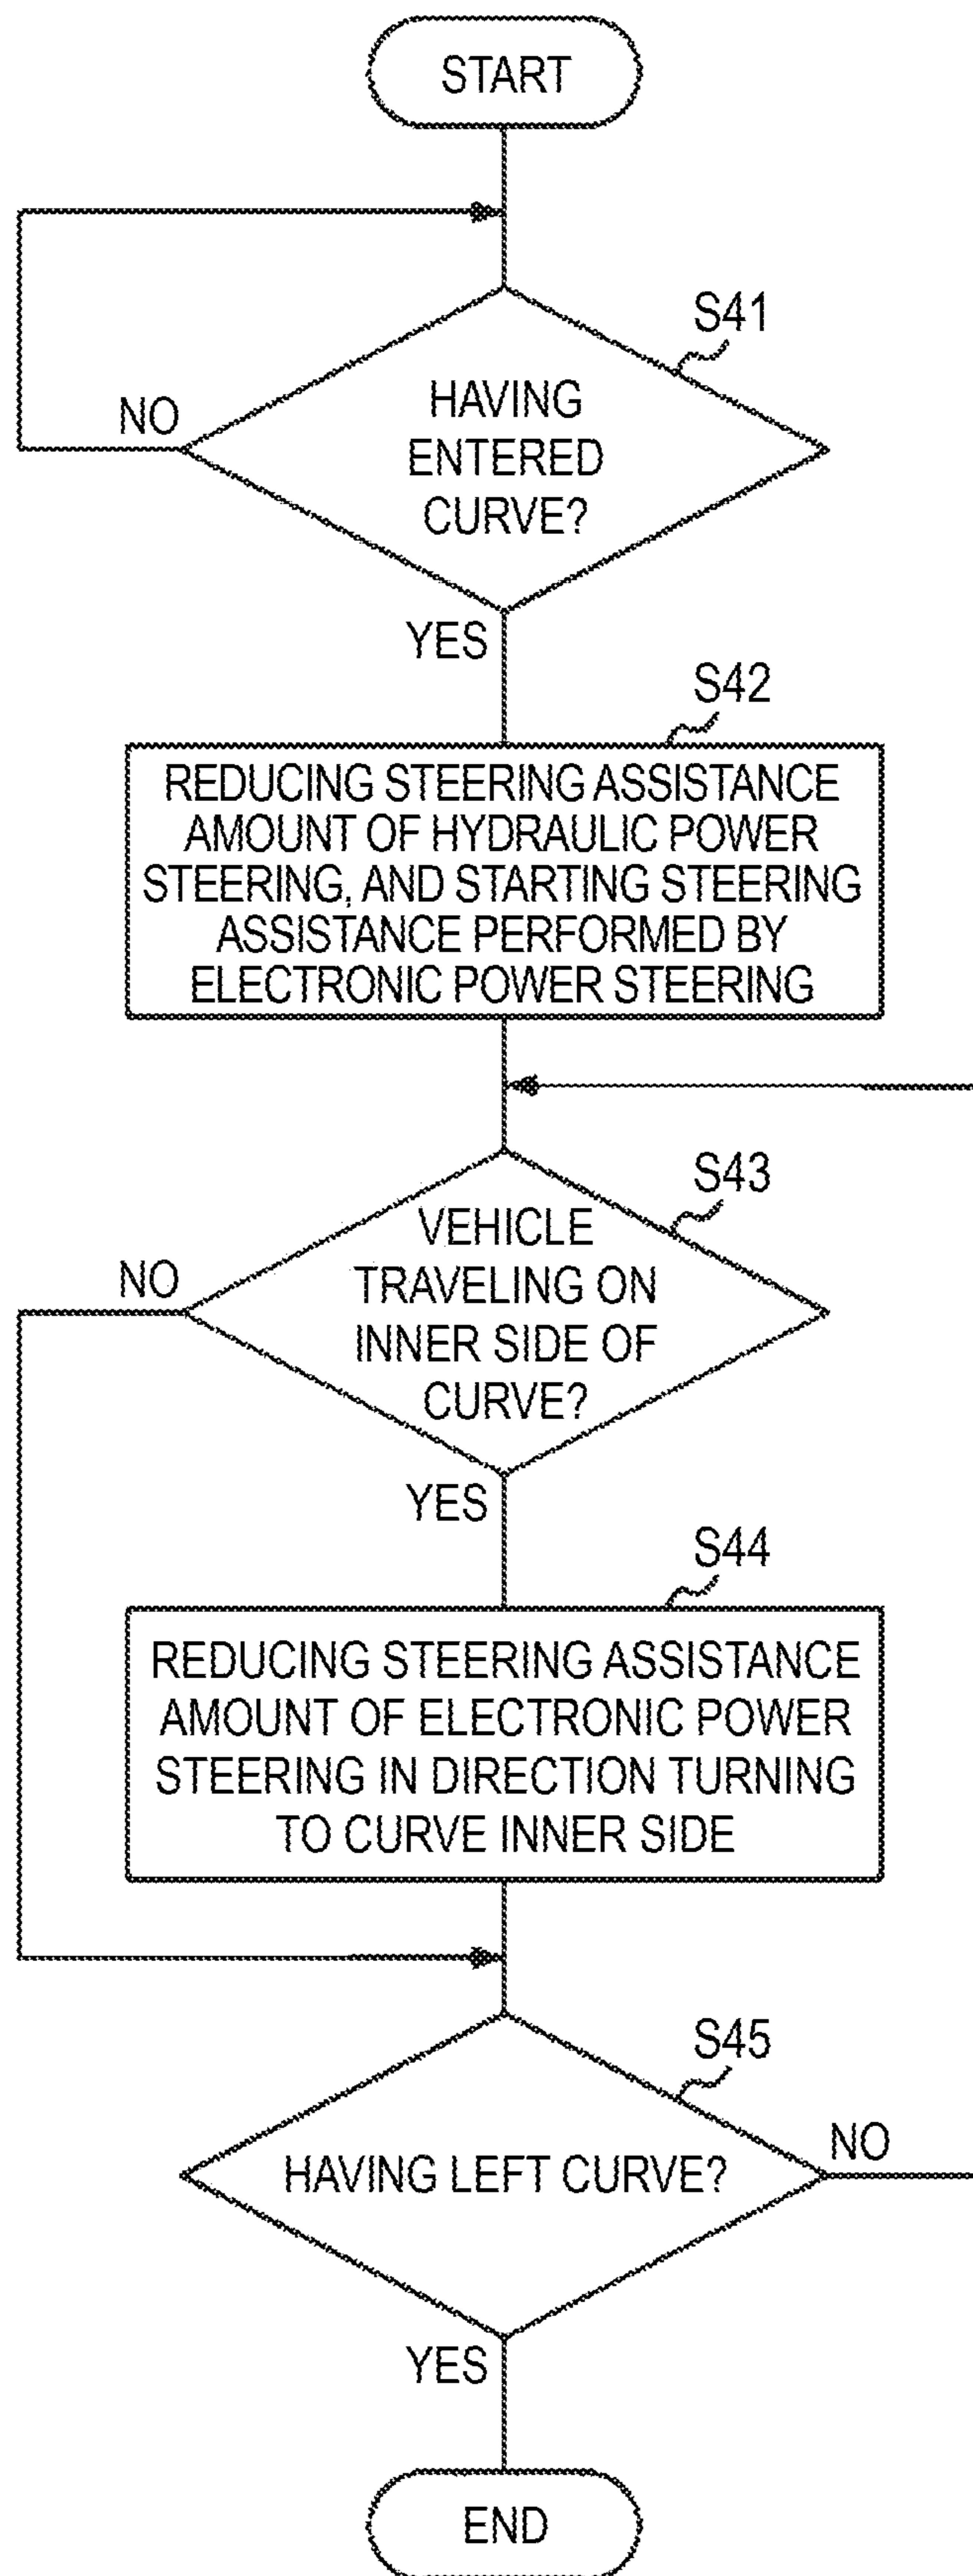 START
S41
NO
HAVING
ENTERED
CURVE?
YES
S42
REDUCING STEERING ASSISTANCE
AMOUNT OF HYDRAULIC POWER
STEERING, AND STARTING STEERING
ASSISTANCE PERFORMED BY
ELECTRONIC POWER STEERING
S43
NO
VEHICLE
TRAVELING ON
INNER SIDE OF
CURVE?
YES
S44
REDUCING STEERING ASSISTANCE
AMOUNT OF ELECTRONIC POWER
STEERING IN DIRECTION TURNING
TO CURVE INNER SIDE
S45
NO
HAVING LEFT CURVE?
YES
END